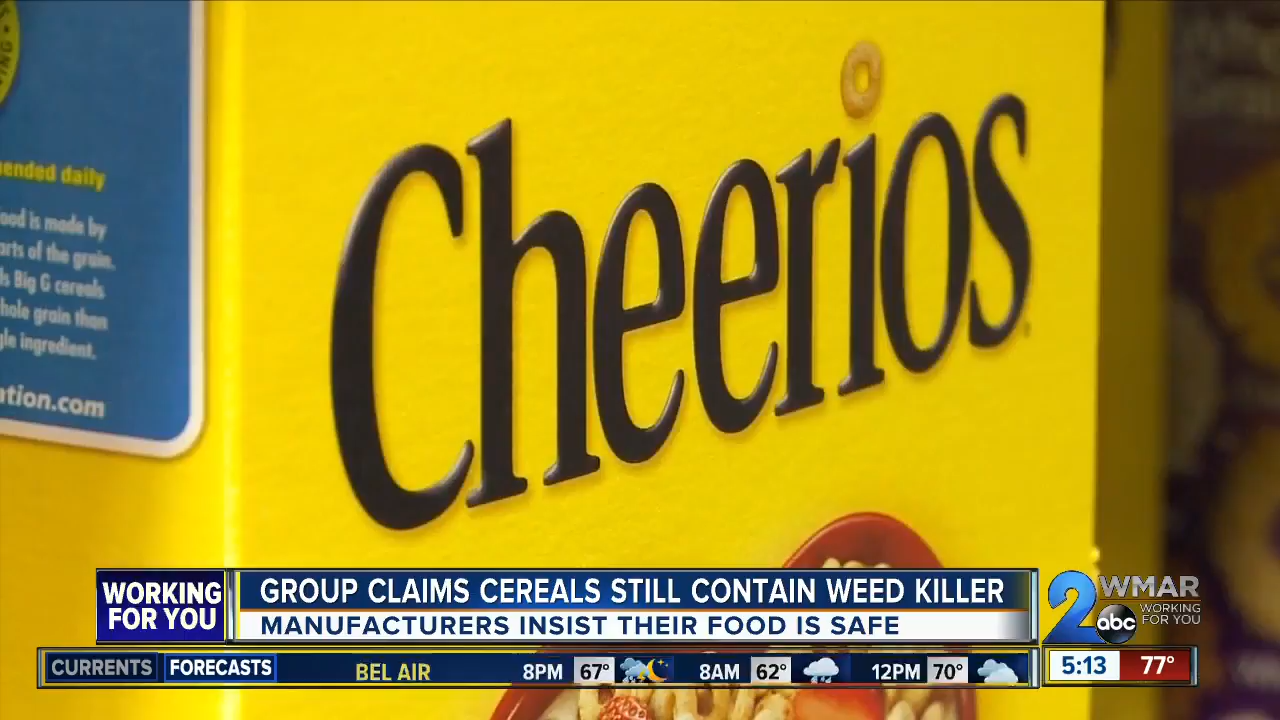 ended daily
ood is made by
arts of the grain.
ls Big G cereals
hole grain than
gle ingredient.
ation.com
Cheerios
WORKING
FOR YOU
GROUP CLAIMS CEREALS STILL CONTAIN WEED KILLER
MANUFACTURERS INSIST THEIR FOOD IS SAFE
2 WMAR
abc
WORKING
FOR YOU
CURRENTS FORECASTS BEL AIR 8PM 67° 8AM 62° 12PM 70°
5:13 77°